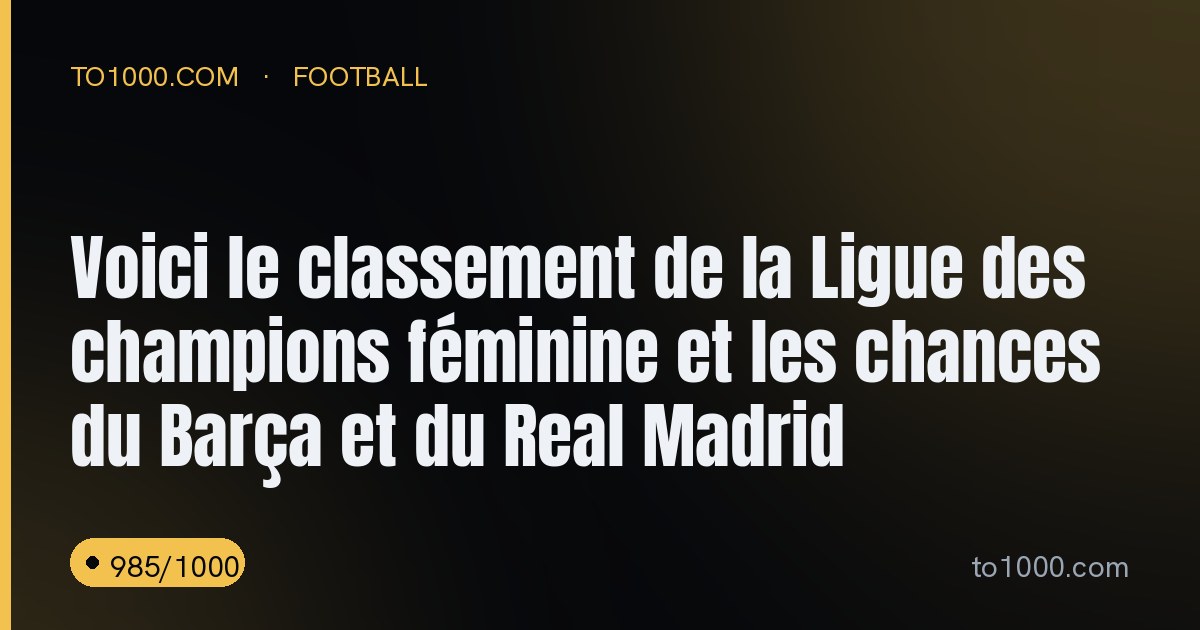 TO1000.COM · FOOTBALL
Voici le classement de la Ligue des
champions féminine et les chances
du Barça et du Real Madrid
985/1000
to1000.com